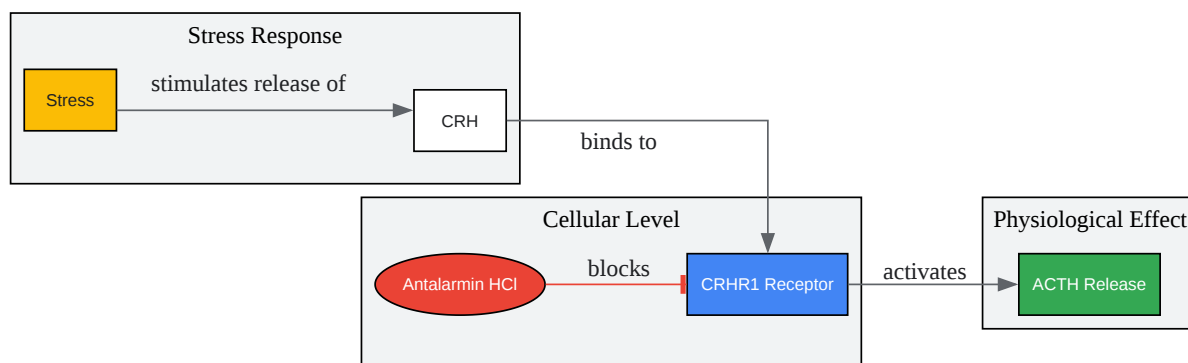 Stress Response
stimulates release of
Stress
CRH
binds to
Cellular Level
Physiological Effect
blocks
activates
Antalarmin HCl
CRHR1 Receptor
ACTH Release